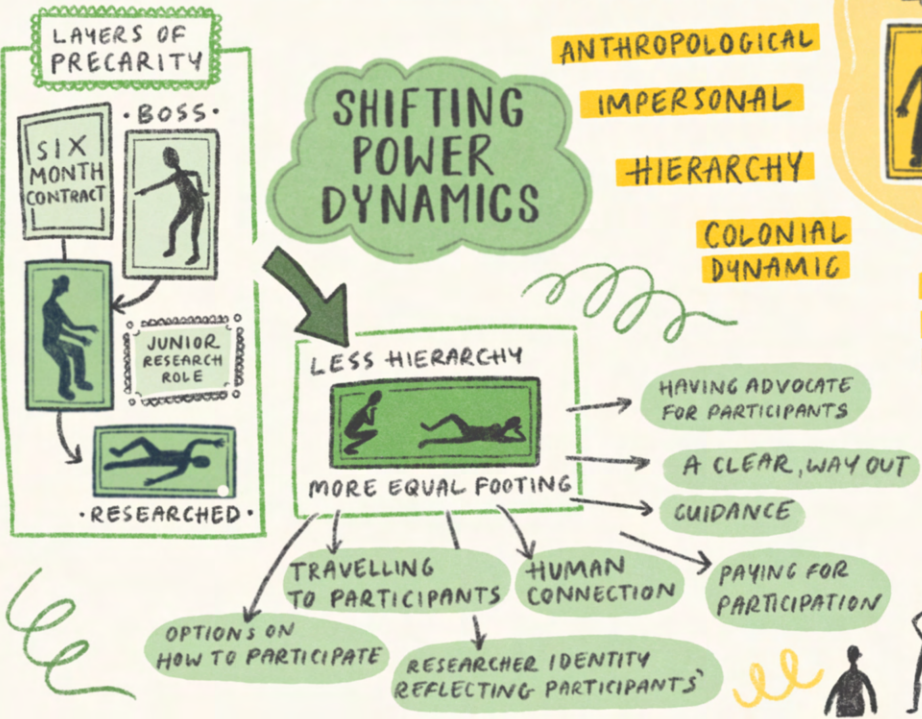 LAYERS OF
PRECARITY
SIX
MONTH
CONTRACT
• BOSS •
JUNIOR
RESEARCH
ROLE
• RESEARCHED •
SHIFTING
POWER
DYNAMICS
ANTHROPOLOGICAL
IMPERSONAL
HIERARCHY
COLONIAL
DYNAMIC
LESS HIERARCHY
MORE EQUAL FOOTING
HAVING ADVOCATE
FOR PARTICIPANTS
A CLEAR, WAY OUT
GUIDANCE
PAYING FOR
PARTICIPATION
HUMAN
CONNECTION
TRAVELLING
TO PARTICIPANTS
OPTIONS ON
HOW TO PARTICIPATE
RESEARCHER IDENTITY
REFLECTING PARTICIPANTS'